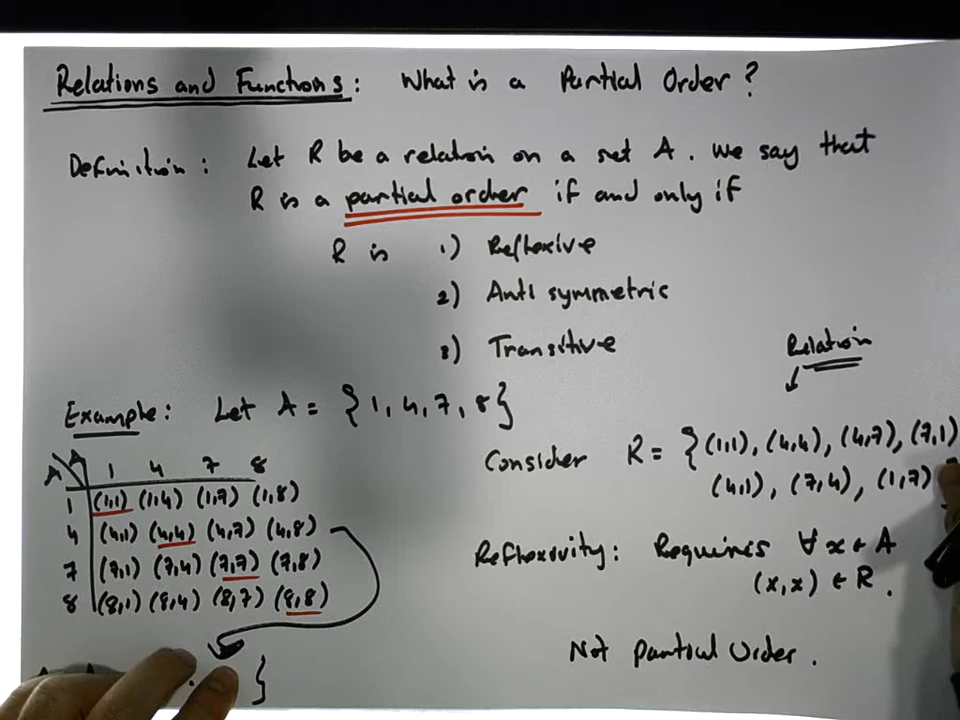 Relations and Functions: What is a Partial Order?
Definition: Let R be a relation on a set A. We say that
R is a partial order if and only if
R is 1) Reflexive
2) Anti symmetric
3) Transitive
Relation
Example: Let A = {1, 4, 7, 8}
Consider R = {(1,1), (4,4), (4,7), (7,1)
(4,1), (7,4), (1,7)
A A 1 4 7 8
1 (1,1) (1,4) (1,7) (1,8)
4 (4,1) (4,4) (4,7) (4,8)
7 (7,1) (7,4) (7,7) (7,8)
8 (8,1) (8,4) (8,7) (8,8)
Reflexivity: Requires ∀ x ∈ A
(x,x) ∈ R.
Not Partial Order.
}